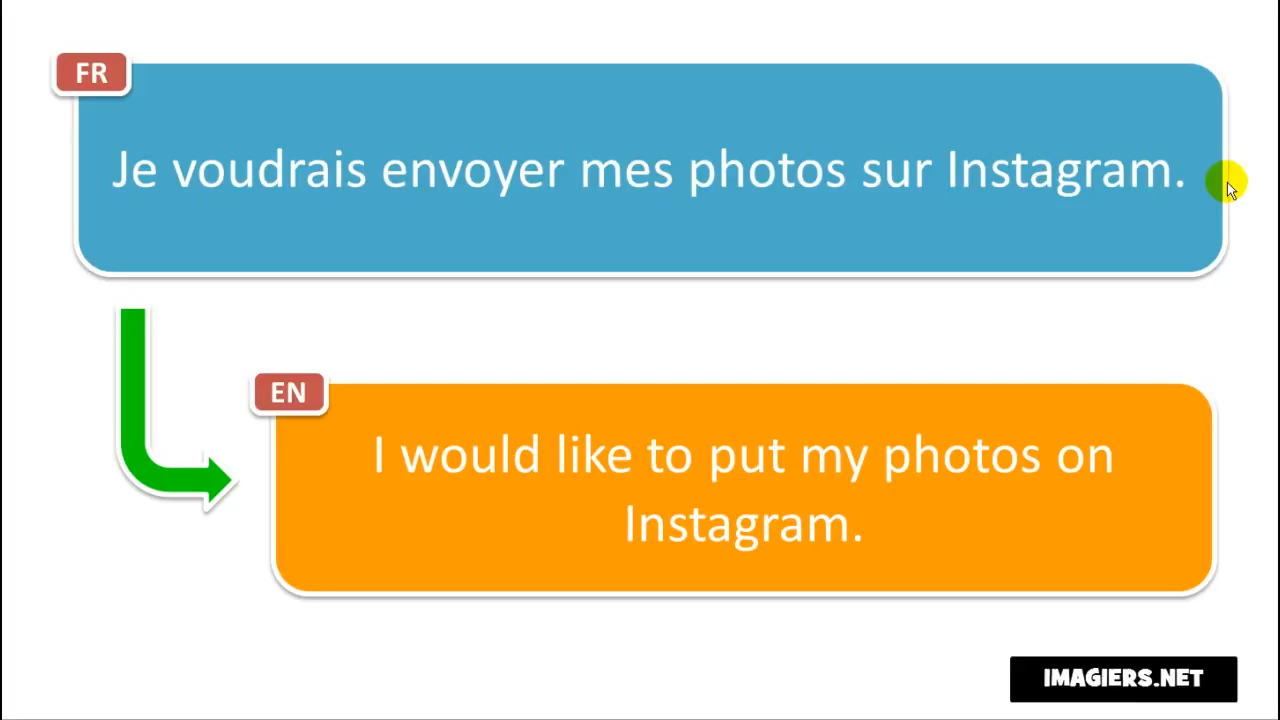 FR
Je voudrais envoyer mes photos sur Instagram.
EN
I would like to put my photos on
Instagram.
IMAGIERS.NET